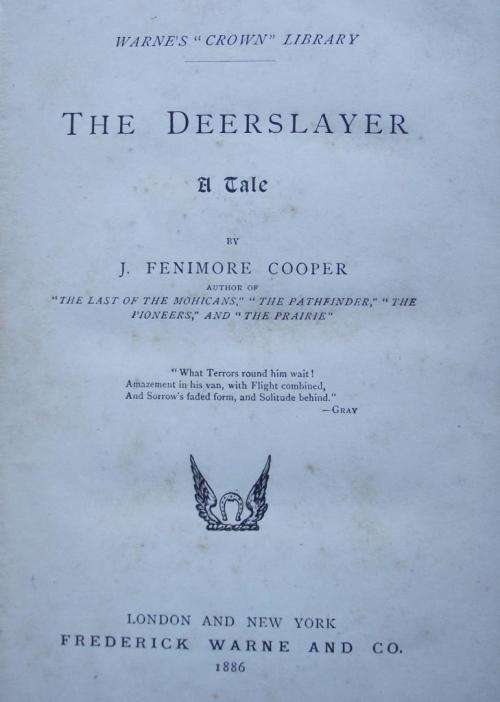 WARNE'S "CROWN" LIBRARY
THE DEERSLAYER
A Tale
BY
J. FENIMORE COOPER
AUTHOR OF
"THE LAST OF THE MOHICANS," "THE PATHFINDER," "THE
PIONEERS," AND "THE PRAIRIE"
"What Terrors round him wait!
Amazement in his van, with Flight combined,
And Sorrow's faded form, and Solitude behind."
—GRAY
LONDON AND NEW YORK
FREDERICK WARNE AND CO.
1886